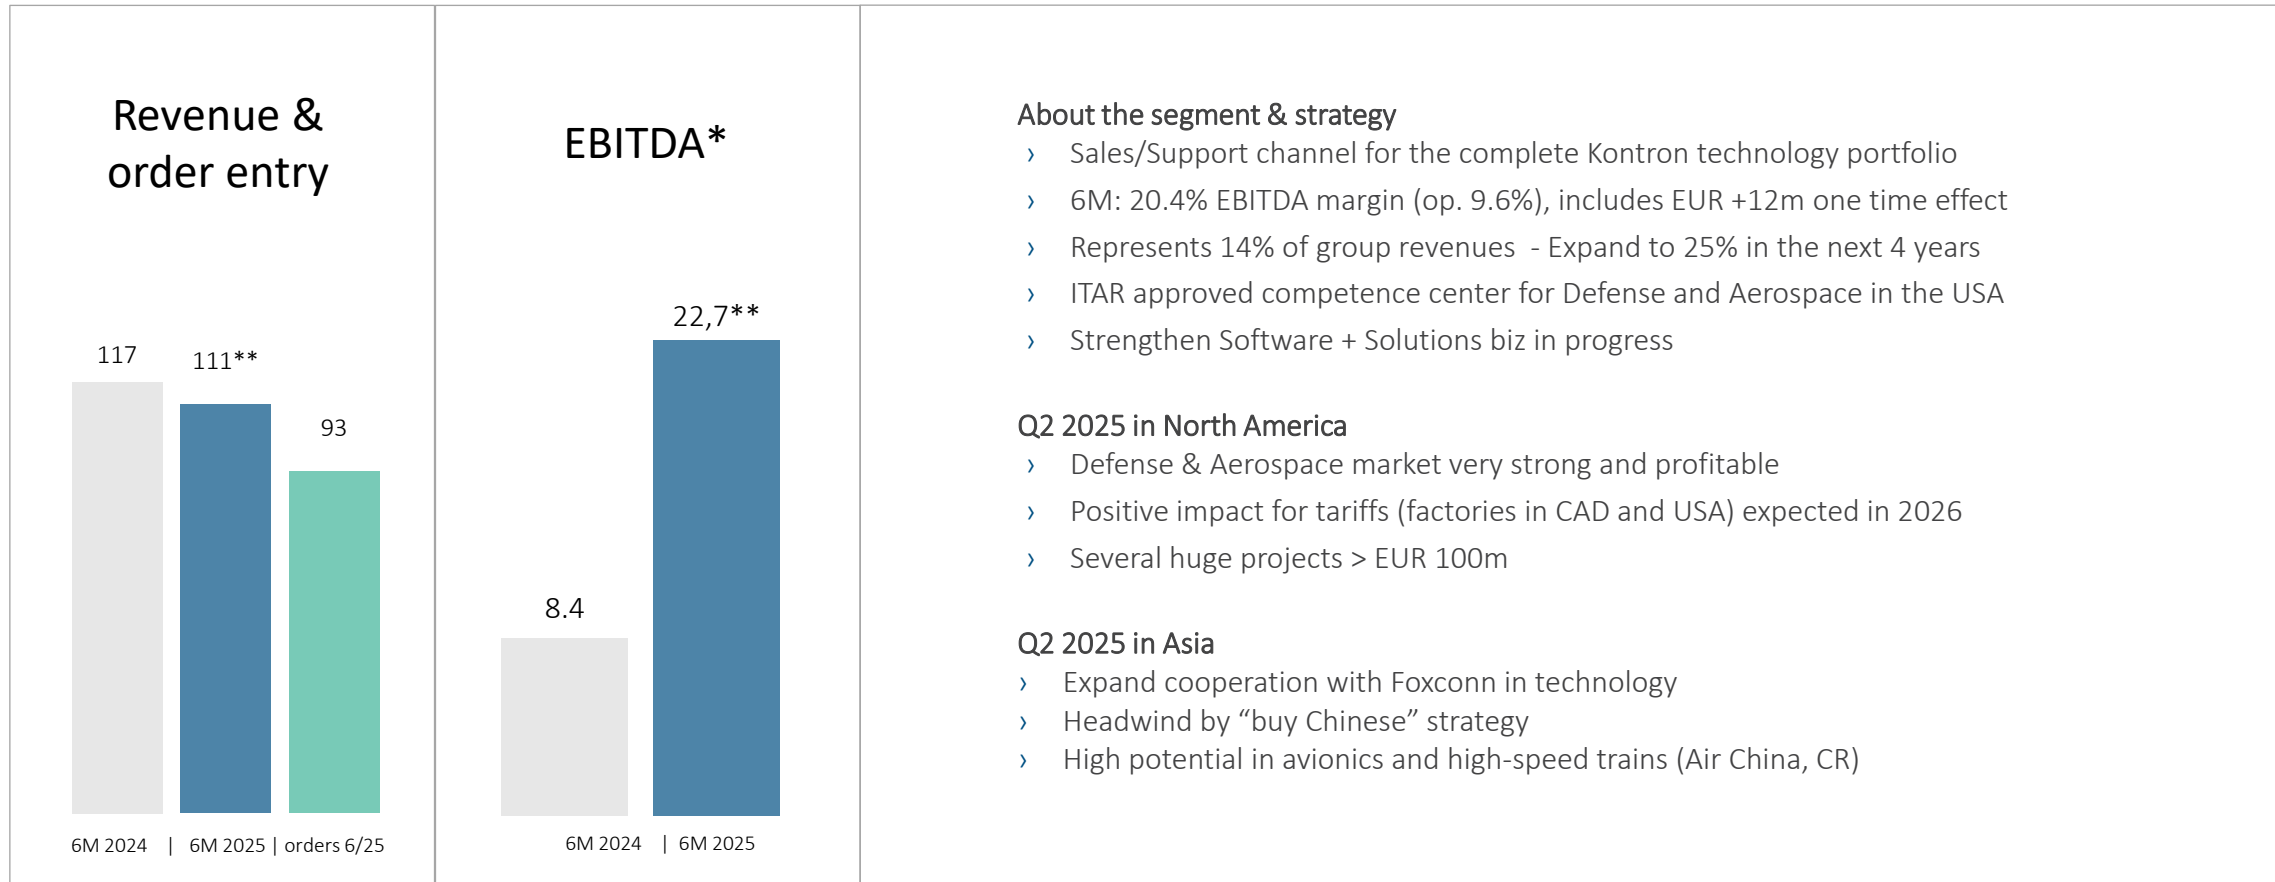 Revenue &
order entry
117
111**
93
6M 2024 | 6M 2025 | orders 6/25
EBITDA*
22,7**
8.4
6M 2024 | 6M 2025
About the segment & strategy
› Sales/Support channel for the complete Kontron technology portfolio
› 6M: 20.4% EBITDA margin (op. 9.6%), includes EUR +12m one time effect
› Represents 14% of group revenues - Expand to 25% in the next 4 years
› ITAR approved competence center for Defense and Aerospace in the USA
› Strengthen Software + Solutions biz in progress
Q2 2025 in North America
› Defense & Aerospace market very strong and profitable
› Positive impact for tariffs (factories in CAD and USA) expected in 2026
› Several huge projects > EUR 100m
Q2 2025 in Asia
› Expand cooperation with Foxconn in technology
› Headwind by “buy Chinese” strategy
› High potential in avionics and high-speed trains (Air China, CR)